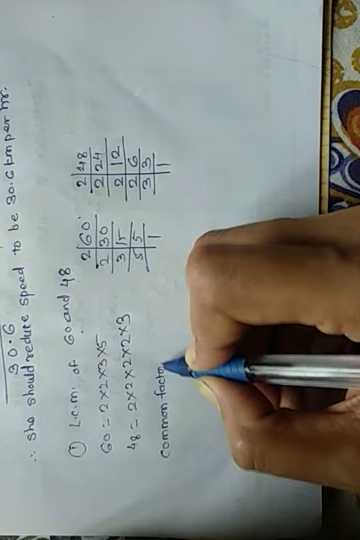 30.6
∴ she should reduce speed to be 30.6 km per hr.
① L.C.M. of 60 and 48
60 = 2×2×3×5
48 = 2×2×2×2×3
2|60
2|30
3|15
5|5
1
2|48
2|24
2|12
2|6
3|3
1
common facto